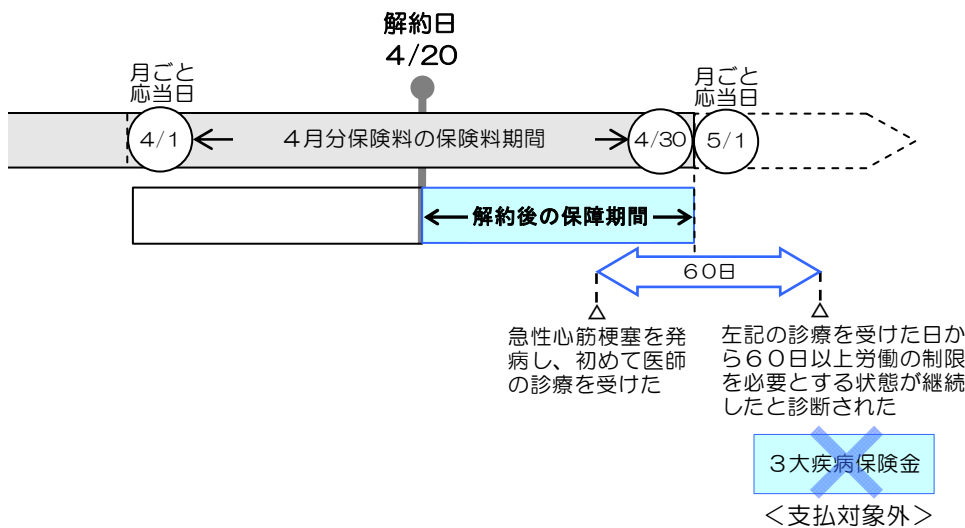 解約日
4/20
月ごと
応当日
月ごと
応当日
4/1
4月分保険料の保険料期間
4/30
5/1
解約後の保障期間
60日
急性心筋梗塞を発
病し、初めて医師
の診療を受けた
左記の診療を受けた日か
ら60日以上労働の制限
を必要とする状態が継続
したと診断された
3大疾病保険金
＜支払対象外＞